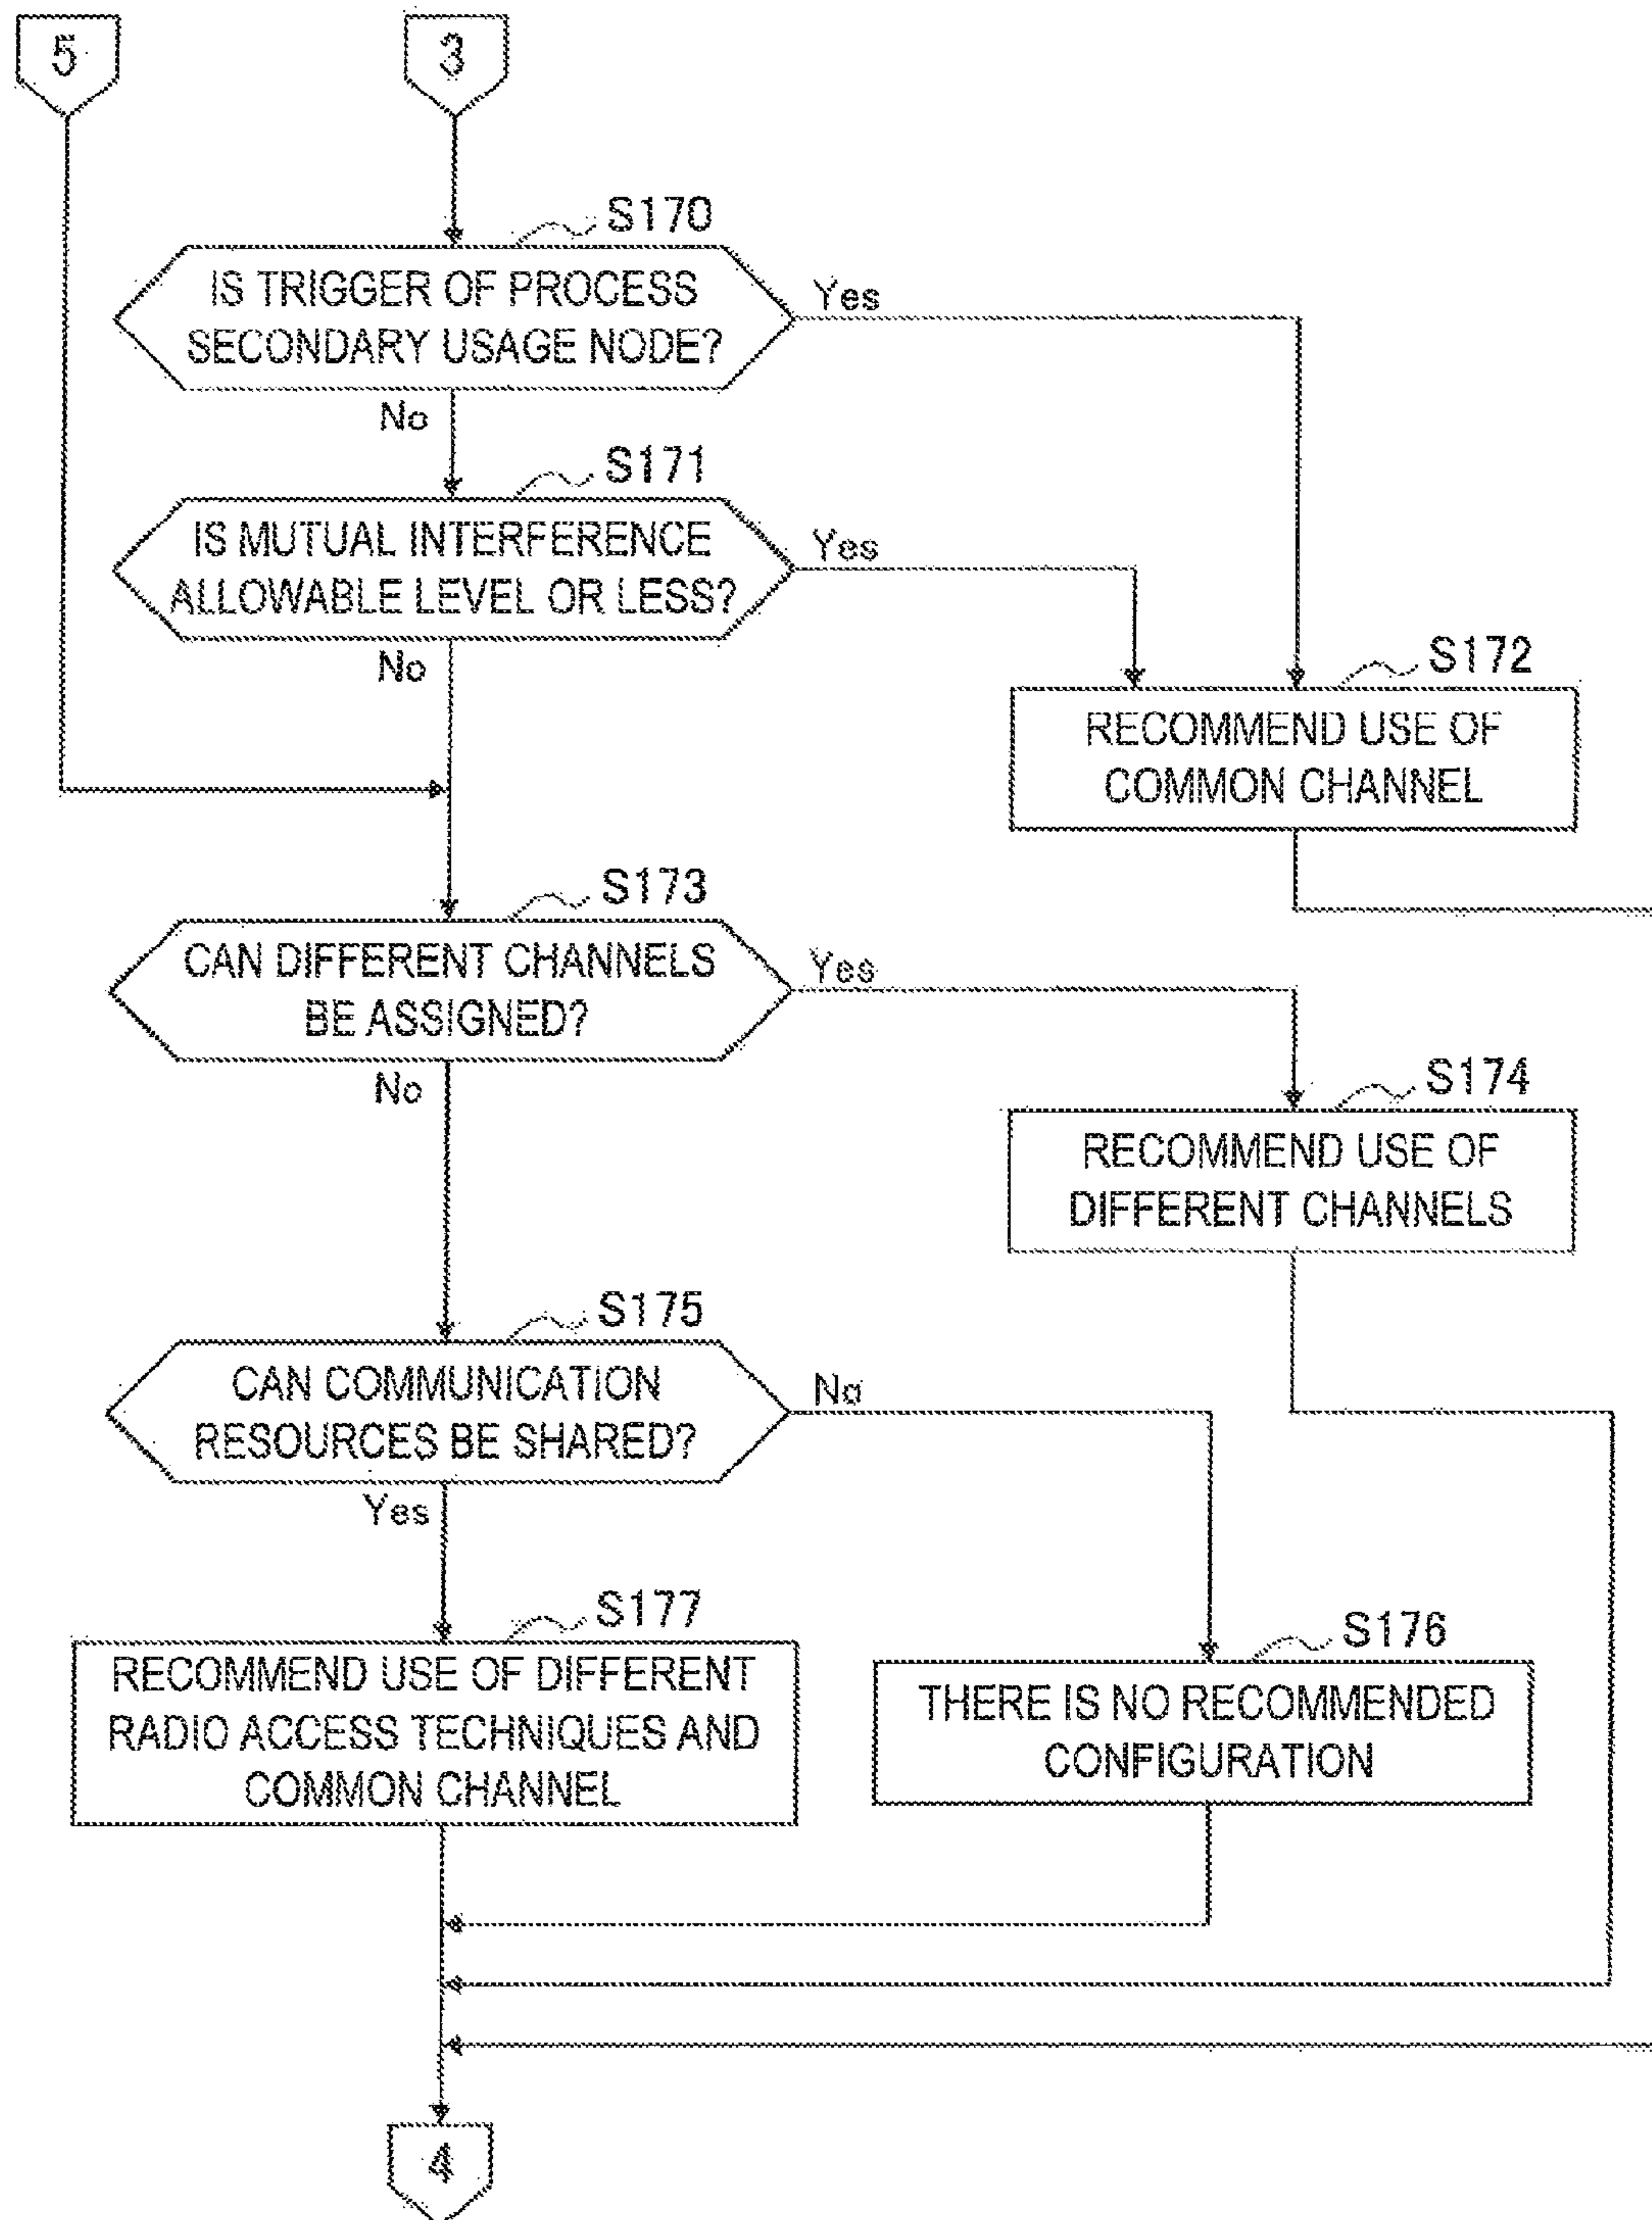 5
3
S170
IS TRIGGER OF PROCESS
SECONDARY USAGE NODE?
Yes
No
S171
IS MUTUAL INTERFERENCE
ALLOWABLE LEVEL OR LESS?
Yes
No
S172
RECOMMEND USE OF
COMMON CHANNEL
S173
CAN DIFFERENT CHANNELS
BE ASSIGNED?
Yes
No
S174
RECOMMEND USE OF
DIFFERENT CHANNELS
S175
CAN COMMUNICATION
RESOURCES BE SHARED?
No
Yes
S177
RECOMMEND USE OF DIFFERENT
RADIO ACCESS TECHNIQUES AND
COMMON CHANNEL
S176
THERE IS NO RECOMMENDED
CONFIGURATION
4